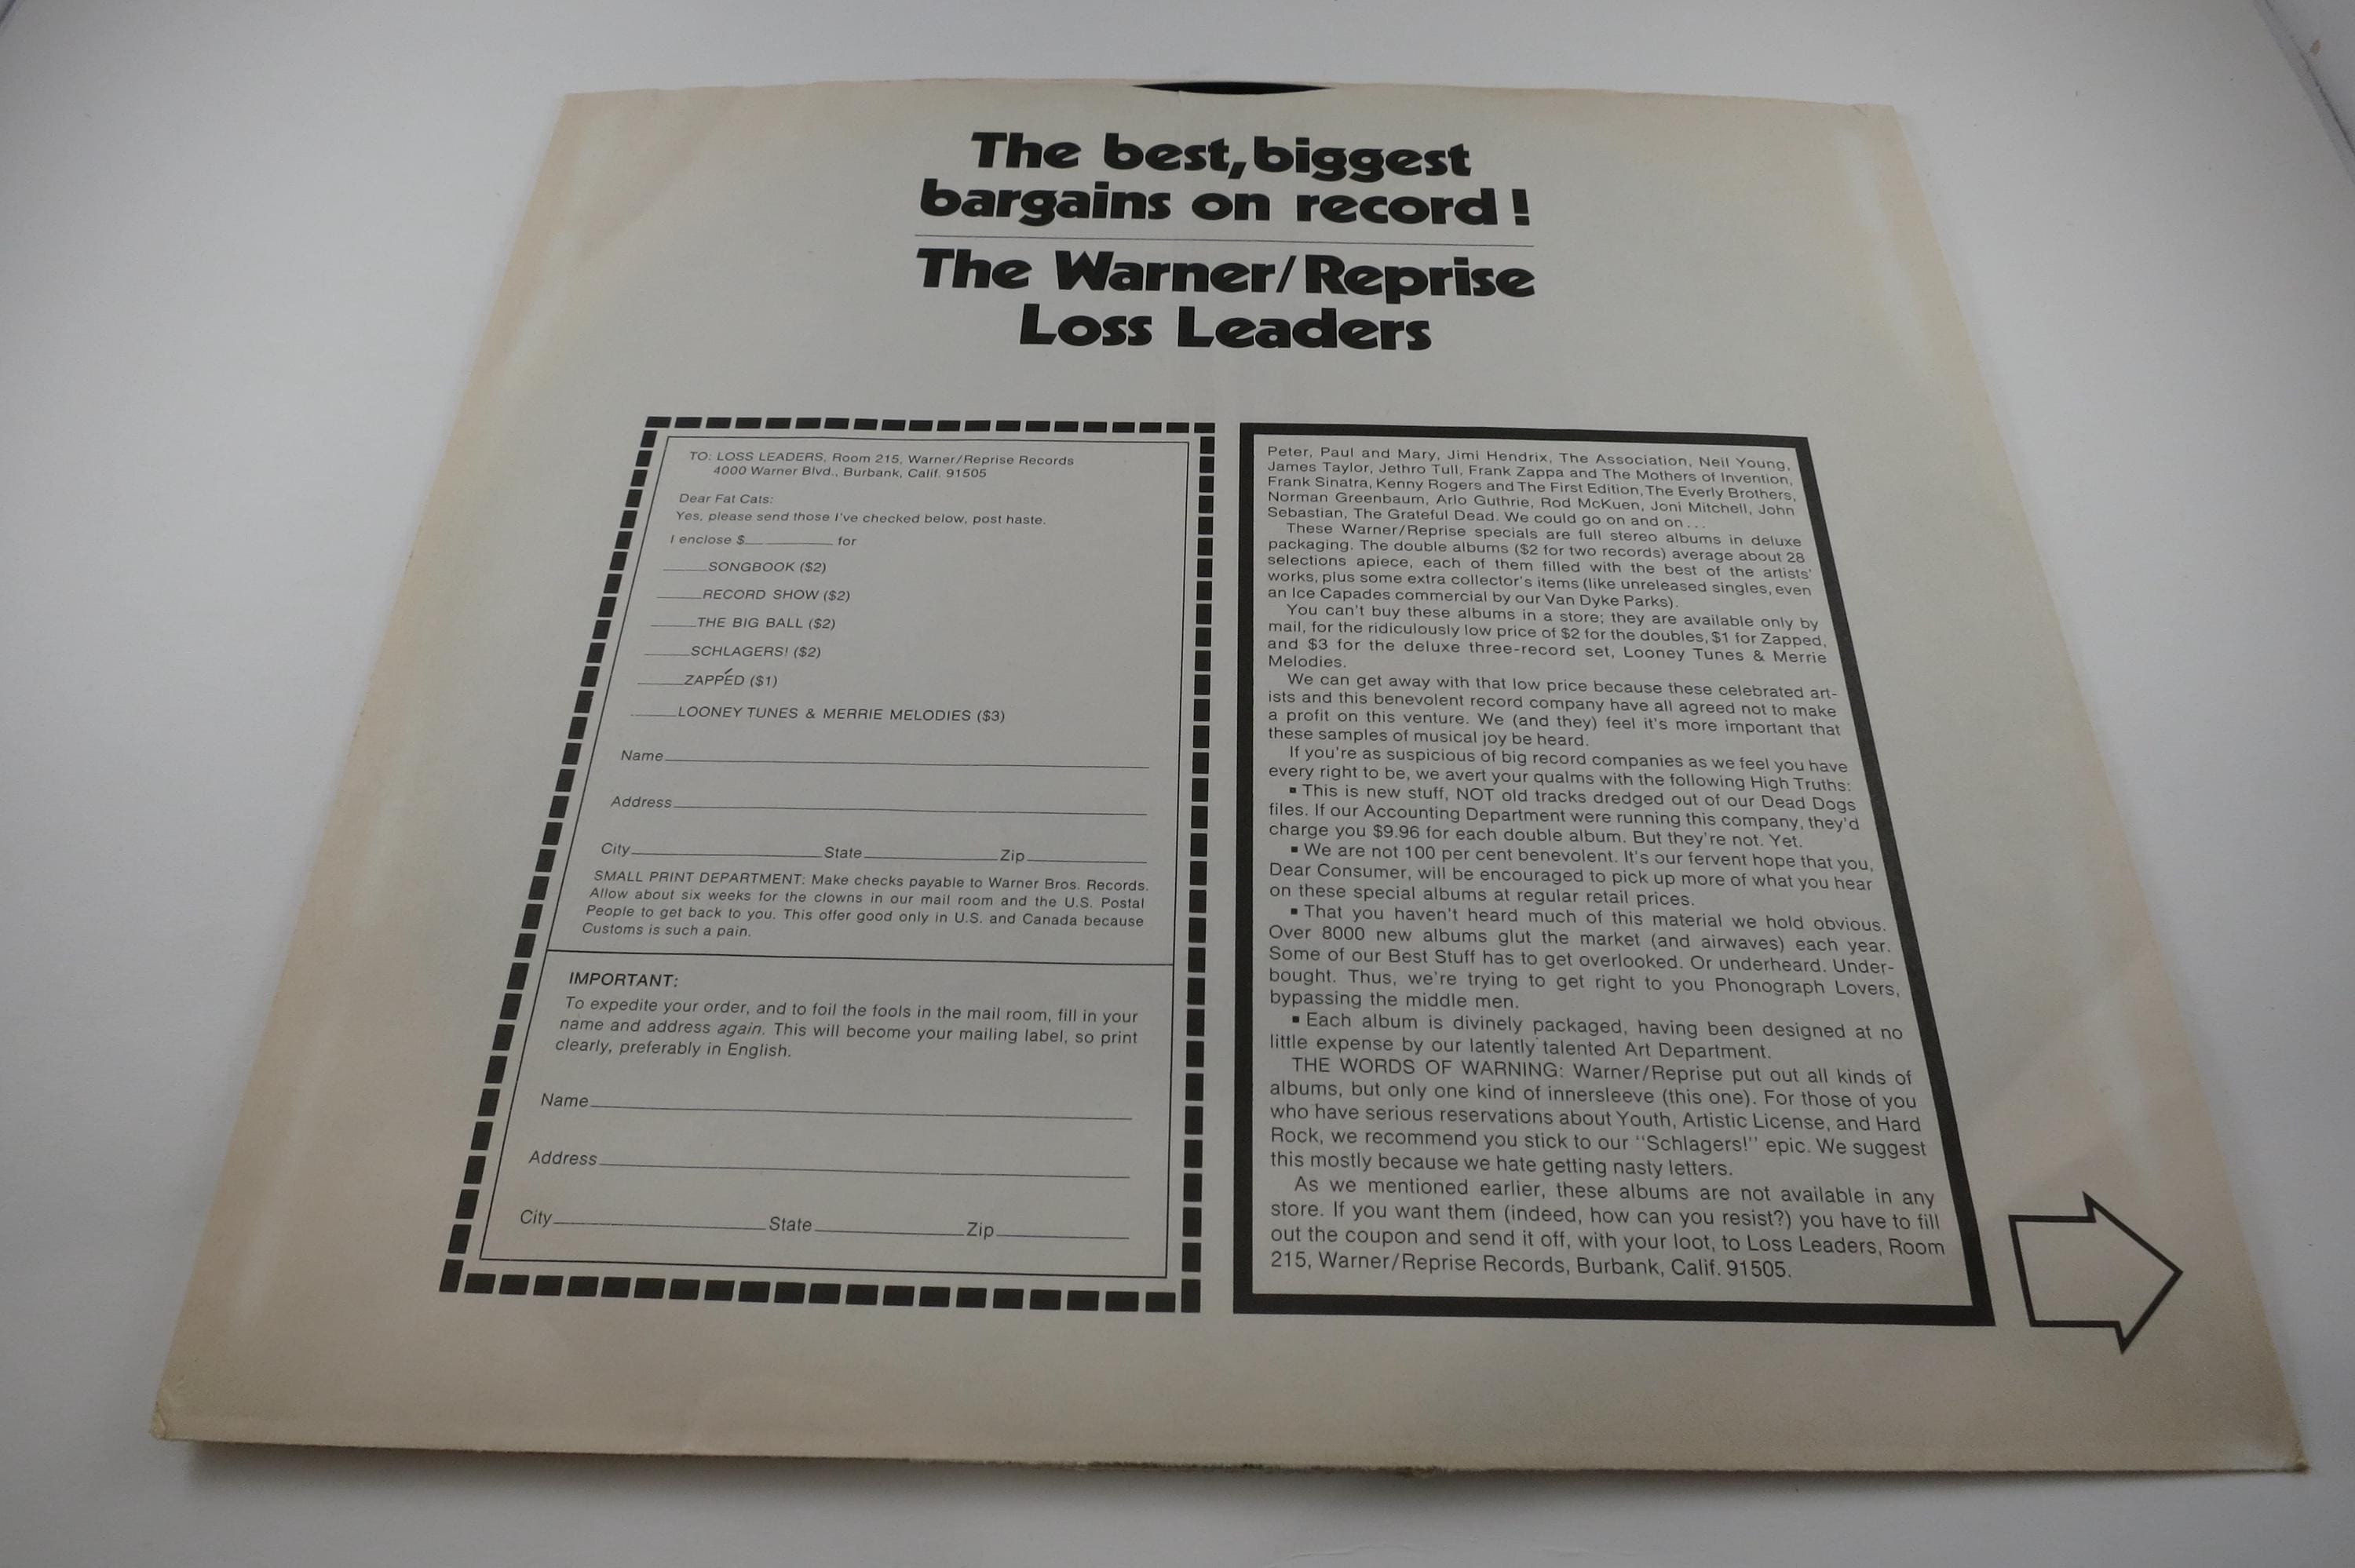 The best, biggest
bargains on record!
The Warner/Reprise
Loss Leaders
TO: LOSS LEADERS, Room 215, Warner/Reprise Records
4000 Warner Blvd., Burbank, Calif. 91505
Dear Fat Cats:
Yes, please send those I've checked below, post haste.
I enclose $__________ for
_____SONGBOOK ($2)
_____RECORD SHOW ($2)
_____THE BIG BALL ($2)
_____SCHLAGERS! ($2)
_____ZAPPÉD ($1)
_____LOONEY TUNES & MERRIE MELODIES ($3)
Name
Address
City State Zip
SMALL PRINT DEPARTMENT: Make checks payable to Warner Bros. Records.
Allow about six weeks for the clowns in our mail room and the U.S. Postal
People to get back to you. This offer good only in U.S. and Canada because
Customs is such a pain.
IMPORTANT:
To expedite your order, and to foil the fools in the mail room, fill in your
name and address again. This will become your mailing label, so print
clearly, preferably in English.
Name
Address
City State Zip
Peter, Paul and Mary, Jimi Hendrix, The Association, Neil Young,
James Taylor, Jethro Tull, Frank Zappa and The Mothers of Invention,
Frank Sinatra, Kenny Rogers and The First Edition, The Everly Brothers,
Norman Greenbaum, Arlo Guthrie, Rod McKuen, Joni Mitchell, John
Sebastian, The Grateful Dead. We could go on and on...
These Warner/Reprise specials are full stereo albums in deluxe
packaging. The double albums ($2 for two records) average about 28
selections apiece, each of them filled with the best of the artists'
works, plus some extra collector's items (like unreleased singles, even
an Ice Capades commercial by our Van Dyke Parks).
You can't buy these albums in a store; they are available only by
mail, for the ridiculously low price of $2 for the doubles, $1 for Zapped,
and $3 for the deluxe three-record set, Looney Tunes & Merrie
Melodies.
We can get away with that low price because these celebrated art-
ists and this benevolent record company have all agreed not to make
a profit on this venture. We (and they) feel it's more important that
these samples of musical joy be heard.
If you're as suspicious of big record companies as we feel you have
every right to be, we avert your qualms with the following High Truths:
▪ This is new stuff, NOT old tracks dredged out of our Dead Dogs
files. If our Accounting Department were running this company, they'd
charge you $9.96 for each double album. But they're not. Yet.
▪ We are not 100 per cent benevolent. It's our fervent hope that you,
Dear Consumer, will be encouraged to pick up more of what you hear
on these special albums at regular retail prices.
▪ That you haven't heard much of this material we hold obvious.
Over 8000 new albums glut the market (and airwaves) each year.
Some of our Best Stuff has to get overlooked. Or underheard. Under-
bought. Thus, we're trying to get right to you Phonograph Lovers,
bypassing the middle men.
▪ Each album is divinely packaged, having been designed at no
little expense by our latently talented Art Department.
THE WORDS OF WARNING: Warner/Reprise put out all kinds of
albums, but only one kind of innersleeve (this one). For those of you
who have serious reservations about Youth, Artistic License, and Hard
Rock, we recommend you stick to our "Schlagers!" epic. We suggest
this mostly because we hate getting nasty letters.
As we mentioned earlier, these albums are not available in any
store. If you want them (indeed, how can you resist?) you have to fill
out the coupon and send it off, with your loot, to Loss Leaders, Room
215, Warner/Reprise Records, Burbank, Calif. 91505.